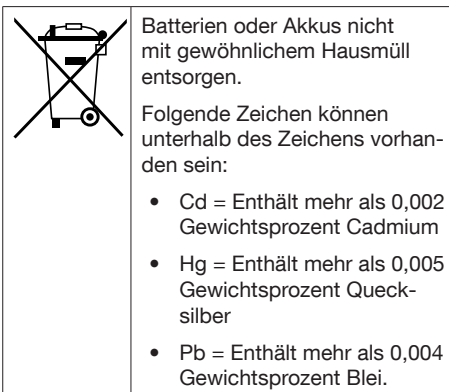 Batterien oder Akkus nicht
mit gewöhnlichem Hausmüll
entsorgen.
Folgende Zeichen können
unterhalb des Zeichens vorhan-
den sein:
• Cd = Enthält mehr als 0,002
Gewichtsprozent Cadmium
• Hg = Enthält mehr als 0,005
Gewichtsprozent Queck-
silber
• Pb = Enthält mehr als 0,004
Gewichtsprozent Blei.